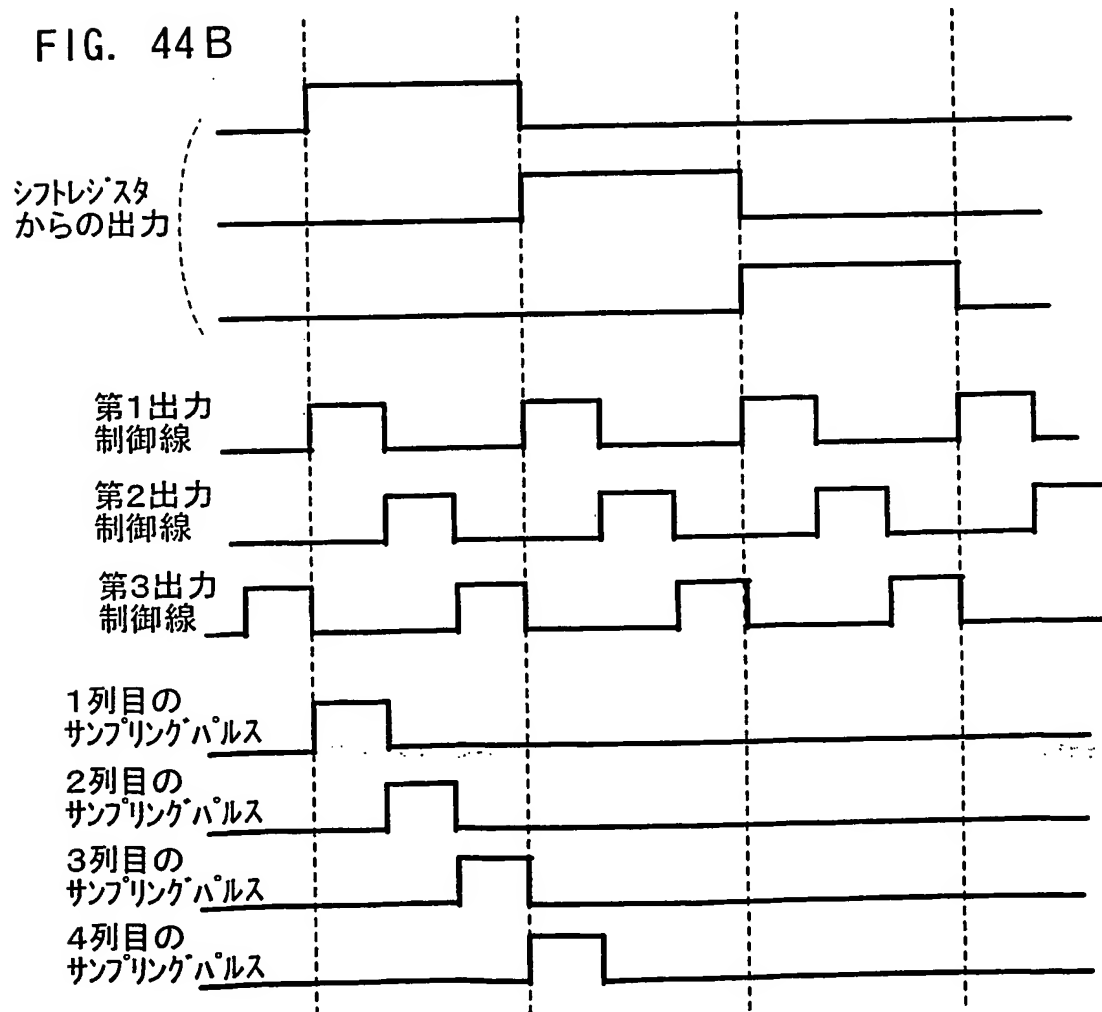 FIG. 44B
シフトレジスタ
からの出力
第1出力
制御線
第2出力
制御線
第3出力
制御線
1列目の
サンプリングパルス
2列目の
サンプリングパルス
3列目の
サンプリングパルス
4列目の
サンプリングパルス